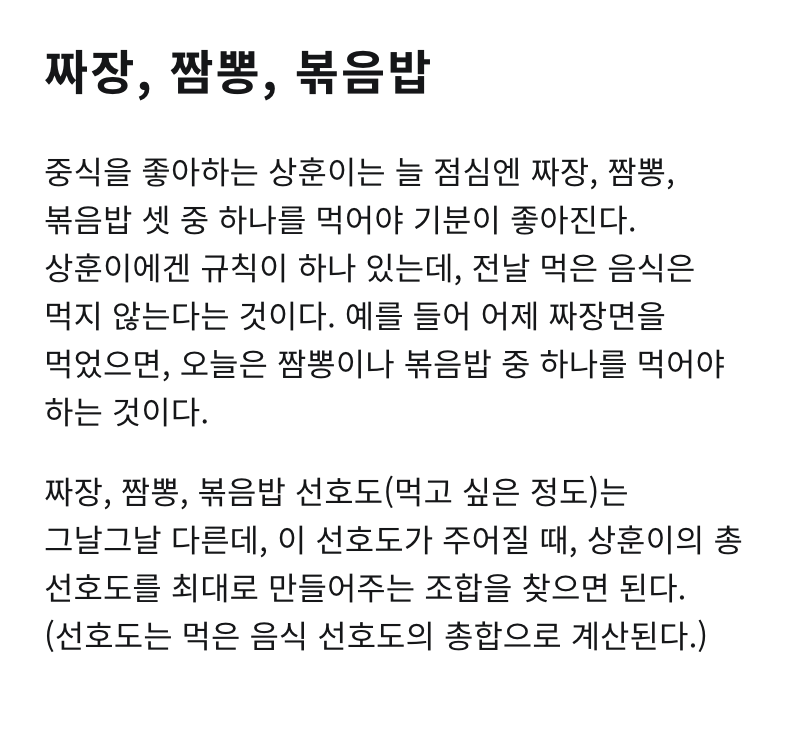 짜장, 짬뽕, 볶음밥
중식을 좋아하는 상훈이는 늘 점심엔 짜장, 짬뽕,
볶음밥 셋 중 하나를 먹어야 기분이 좋아진다.
상훈이에겐 규칙이 하나 있는데, 전날 먹은 음식은
먹지 않는다는 것이다. 예를 들어 어제 짜장면을
먹었으면, 오늘은 짬뽕이나 볶음밥 중 하나를 먹어야
하는 것이다.
짜장, 짬뽕, 볶음밥 선호도(먹고 싶은 정도)는
그날그날 다른데, 이 선호도가 주어질 때, 상훈이의 총
선호도를 최대로 만들어주는 조합을 찾으면 된다.
(선호도는 먹은 음식 선호도의 총합으로 계산된다.)